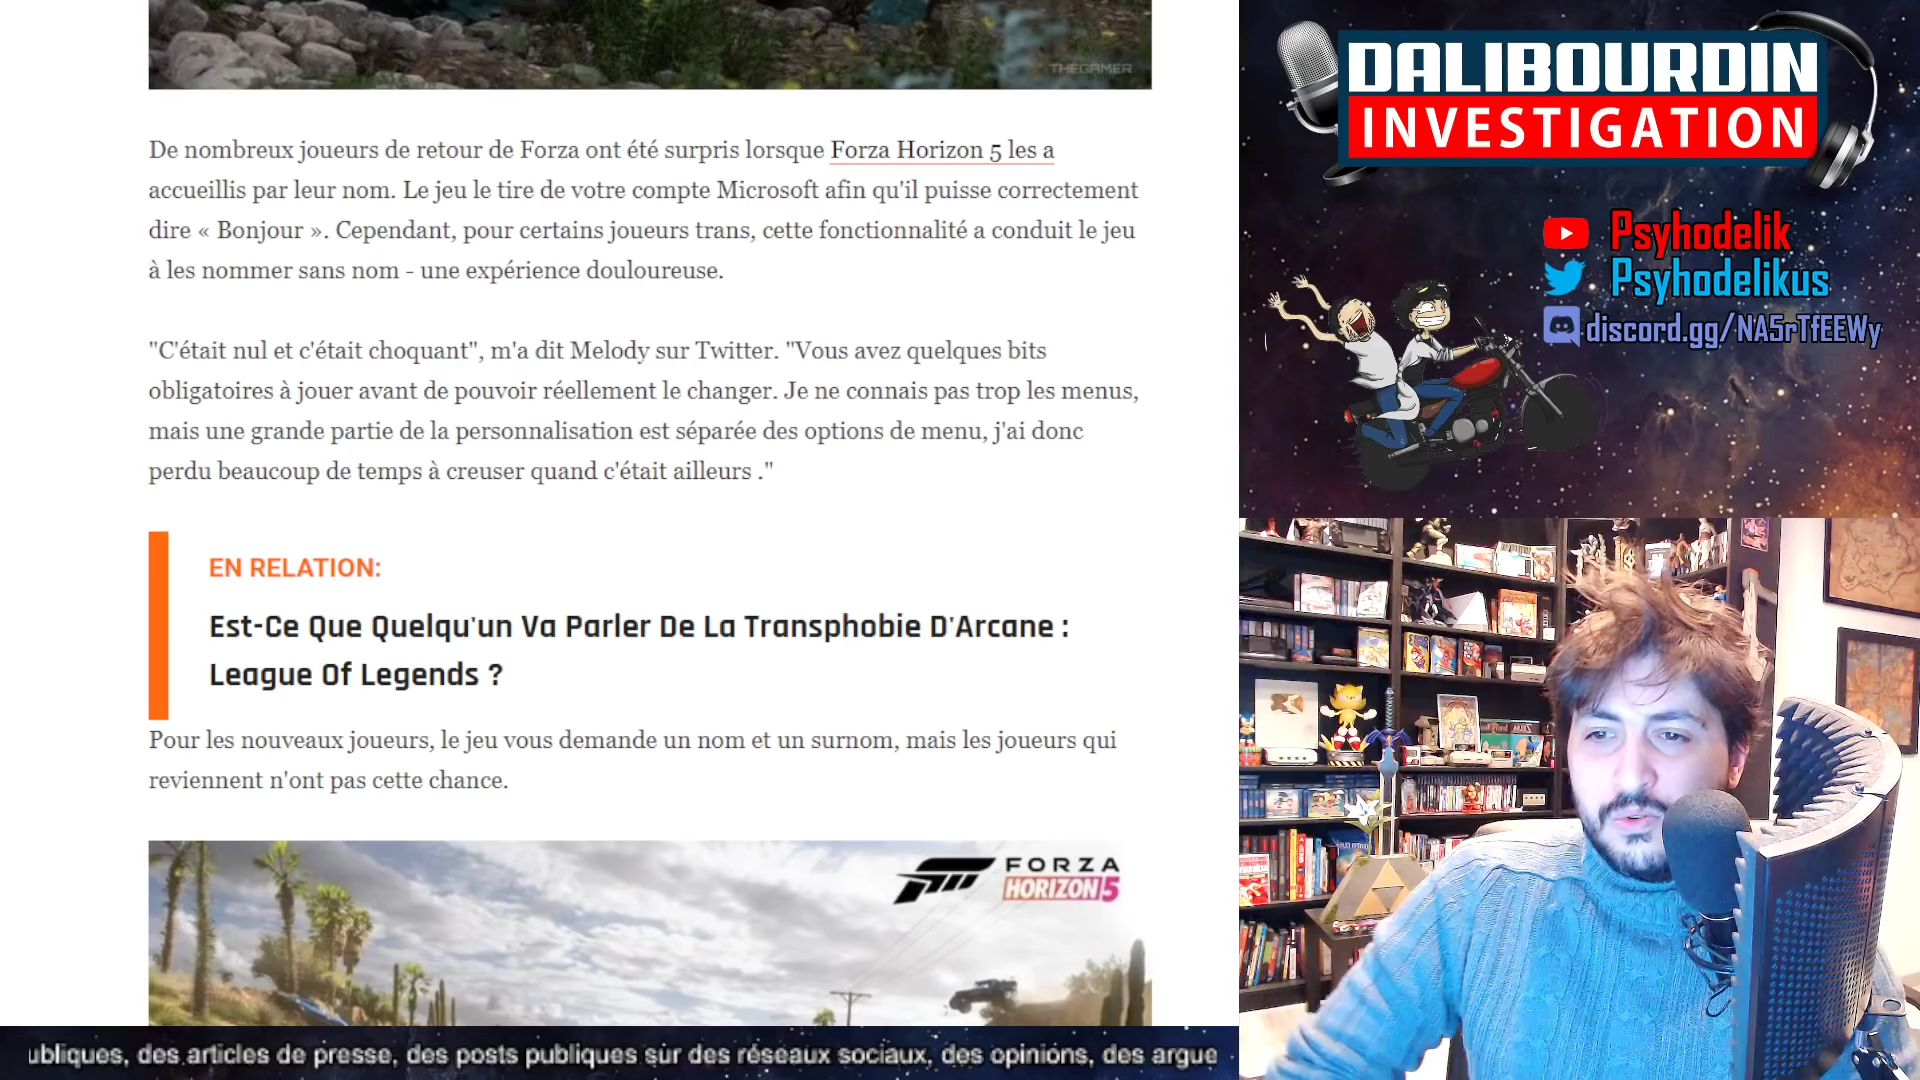 THEGAMER
De nombreux joueurs de retour de Forza ont été surpris lorsque Forza Horizon 5 les a
accueillis par leur nom. Le jeu le tire de votre compte Microsoft afin qu'il puisse correctement
dire « Bonjour ». Cependant, pour certains joueurs trans, cette fonctionnalité a conduit le jeu
à les nommer sans nom - une expérience douloureuse.
"C'était nul et c'était choquant", m'a dit Melody sur Twitter. "Vous avez quelques bits
obligatoires à jouer avant de pouvoir réellement le changer. Je ne connais pas trop les menus,
mais une grande partie de la personnalisation est séparée des options de menu, j'ai donc
perdu beaucoup de temps à creuser quand c'était ailleurs ."
EN RELATION:
Est-Ce Que Quelqu'un Va Parler De La Transphobie D'Arcane :
League Of Legends ?
Pour les nouveaux joueurs, le jeu vous demande un nom et un surnom, mais les joueurs qui
reviennent n'ont pas cette chance.
FORZA
HORIZON 5
ubliques, des articles de presse, des posts publiques sur des réseaux sociaux, des opinions, des argue
DALIBOURDIN
INVESTIGATION
Psyhodelik
Psyhodelikus
discord.gg/NA5rTfEEWy